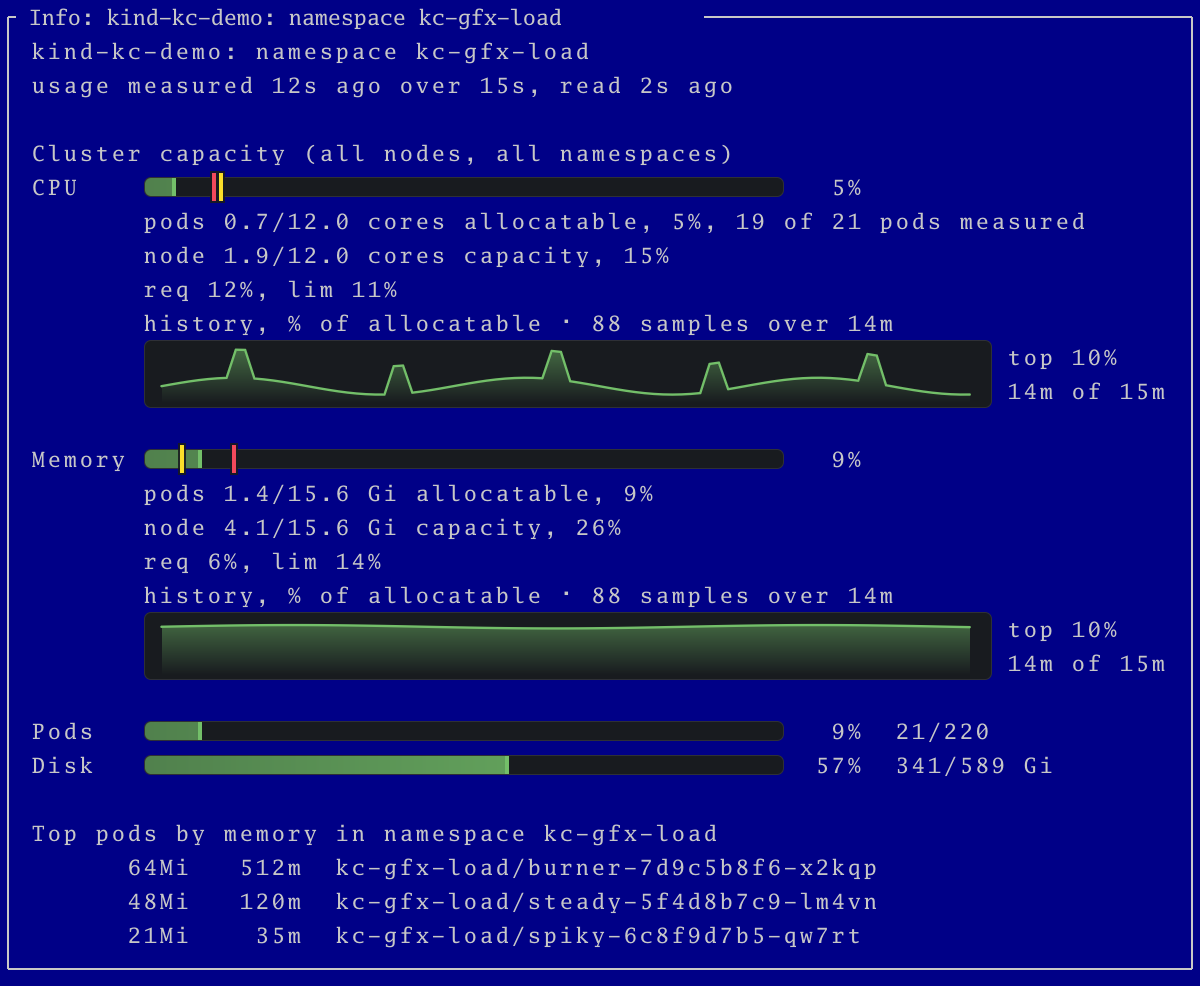 Info: kind-kc-demo: namespace kc-gfx-load
kind-kc-demo: namespace kc-gfx-load
usage measured 12s ago over 15s, read 2s ago
Cluster capacity (all nodes, all namespaces)
CPU 5%
pods 0.7/12.0 cores allocatable, 5%, 19 of 21 pods measured
node 1.9/12.0 cores capacity, 15%
req 12%, lim 11%
history, % of allocatable · 88 samples over 14m
top 10%
14m of 15m
Memory 9%
pods 1.4/15.6 Gi allocatable, 9%
node 4.1/15.6 Gi capacity, 26%
req 6%, lim 14%
history, % of allocatable · 88 samples over 14m
top 10%
14m of 15m
Pods 9% 21/220
Disk 57% 341/589 Gi
Top pods by memory in namespace kc-gfx-load
64Mi 512m kc-gfx-load/burner-7d9c5b8f6-x2kqp
48Mi 120m kc-gfx-load/steady-5f4d8b7c9-lm4vn
21Mi 35m kc-gfx-load/spiky-6c8f9d7b5-qw7rt